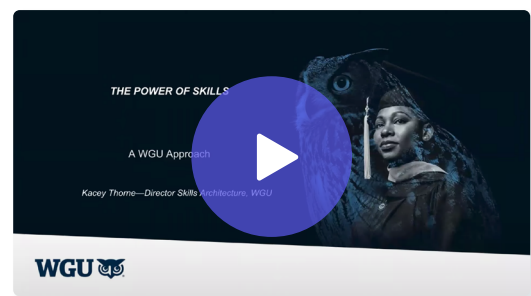 THE POWER OF SKILLS
A WGU Approach
Kacey Thorne—Director Skills Architecture, WGU
WGU